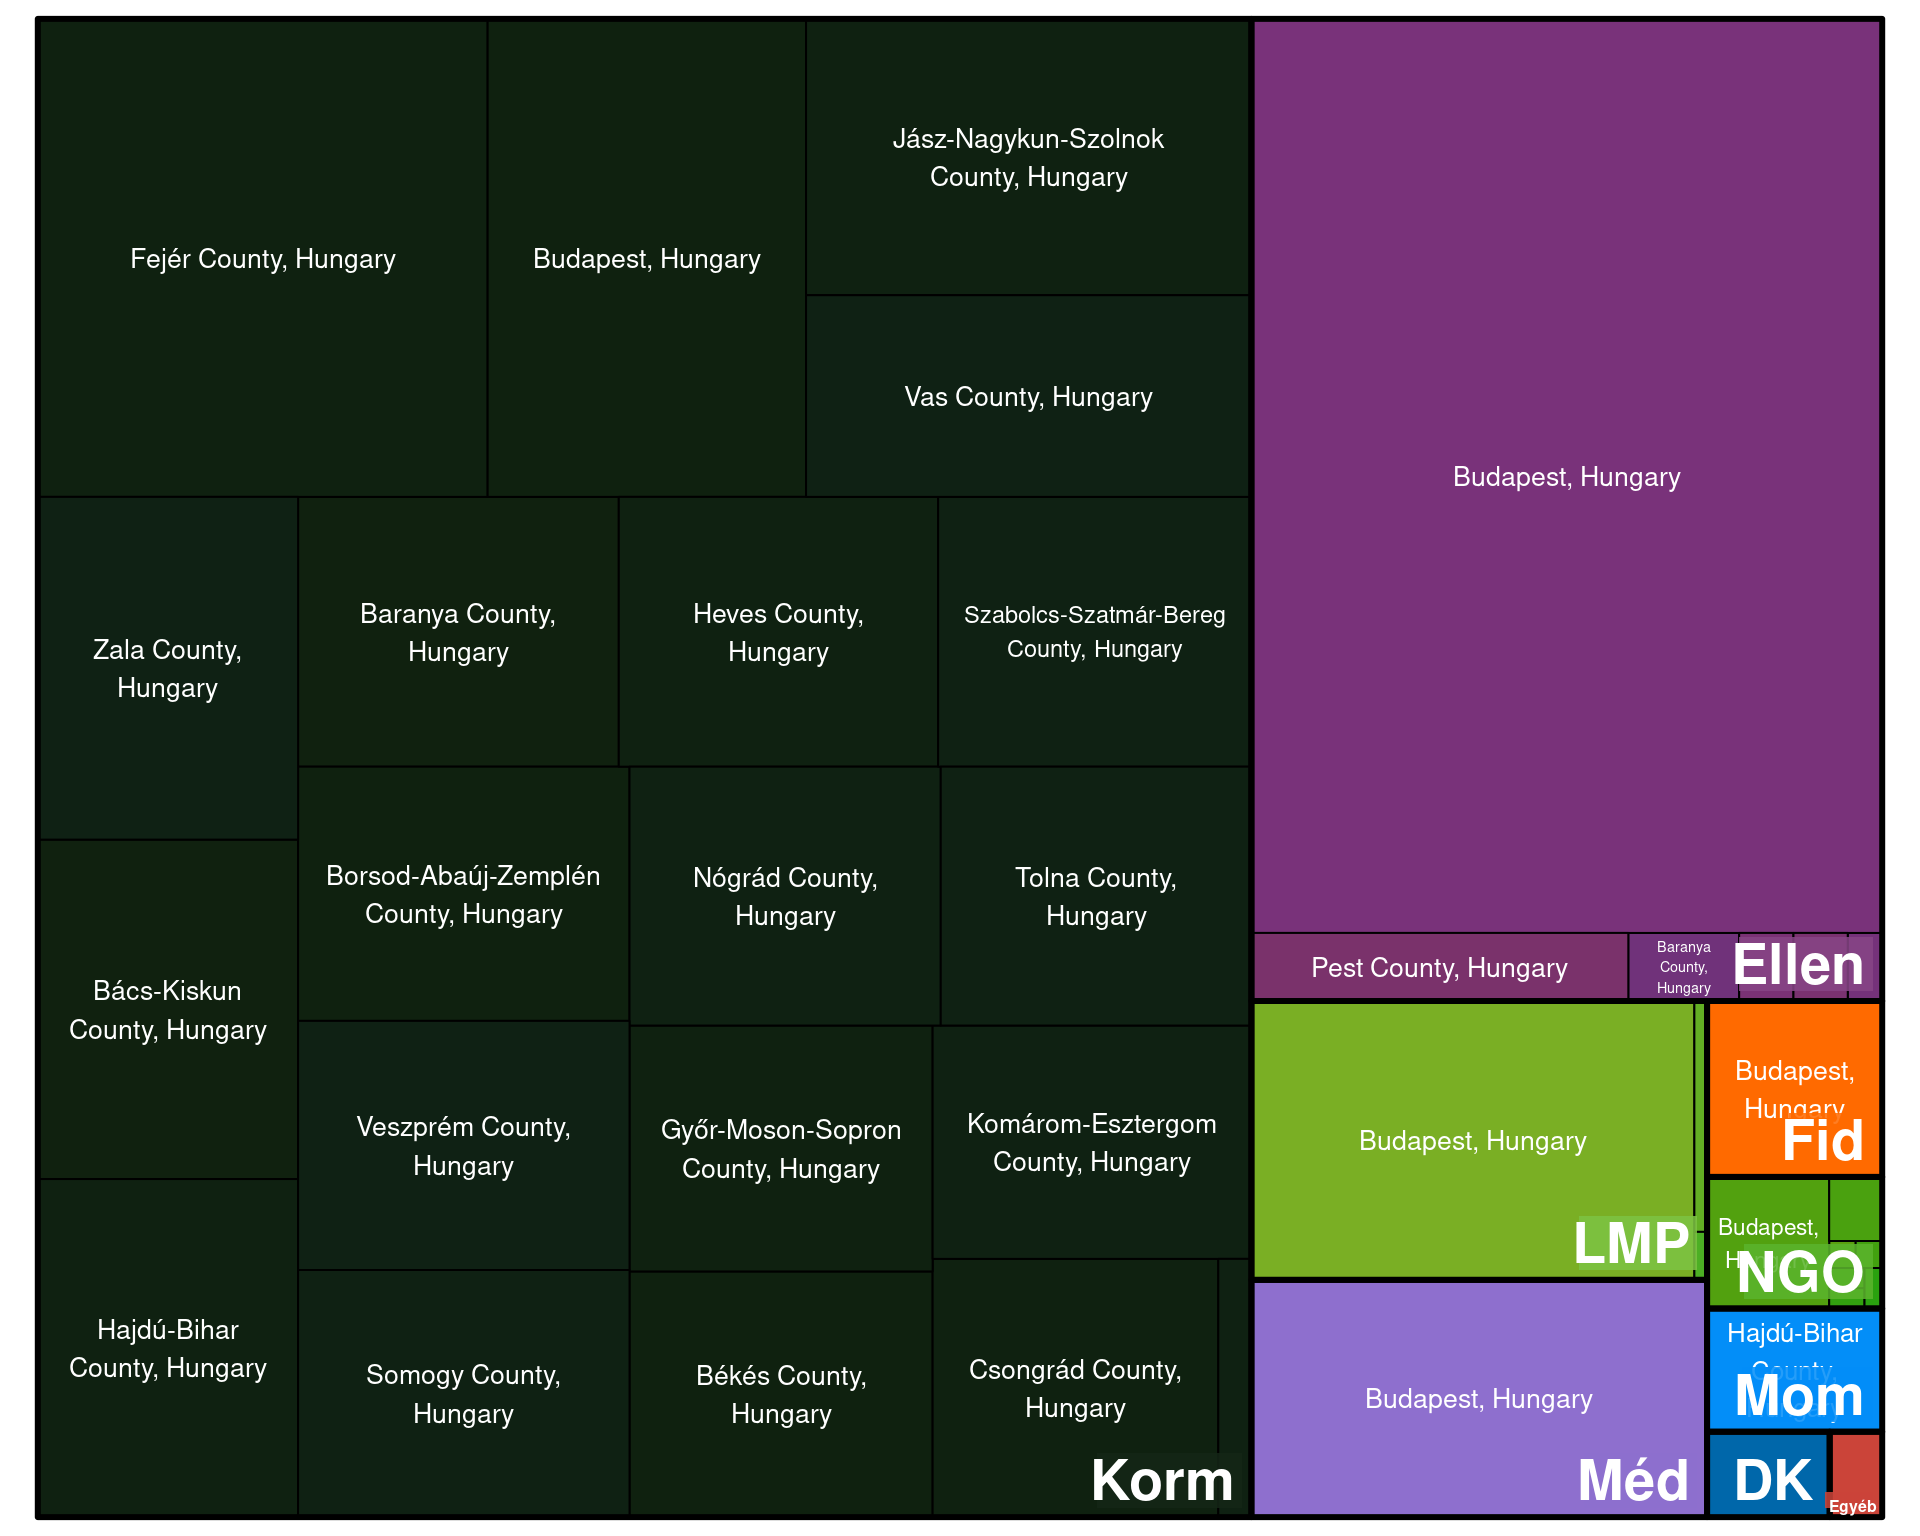 Fejér County, Hungary
Budapest, Hungary
Jász-Nagykun-Szolnok
County, Hungary
Vas County, Hungary
Zala County,
Hungary
Baranya County,
Hungary
Heves County,
Hungary
Szabolcs-Szatmár-Bereg
County, Hungary
Bács-Kiskun
County, Hungary
Borsod-Abaúj-Zemplén
County, Hungary
Nógrád County,
Hungary
Tolna County,
Hungary
Hajdú-Bihar
County, Hungary
Veszprém County,
Hungary
Győr-Moson-Sopron
County, Hungary
Komárom-Esztergom
County, Hungary
Somogy County,
Hungary
Békés County,
Hungary
Csongrád County,
Hungary
Korm
Budapest, Hungary
Pest County, Hungary
Baranya
County,
Hungary
Ellen
Budapest, Hungary
LMP
Budapest, Hungary
Méd
Budapest,
Hungary
Fid
Budapest,
NGO
Hajdú-Bihar
County,
Mom
DK
Egyéb